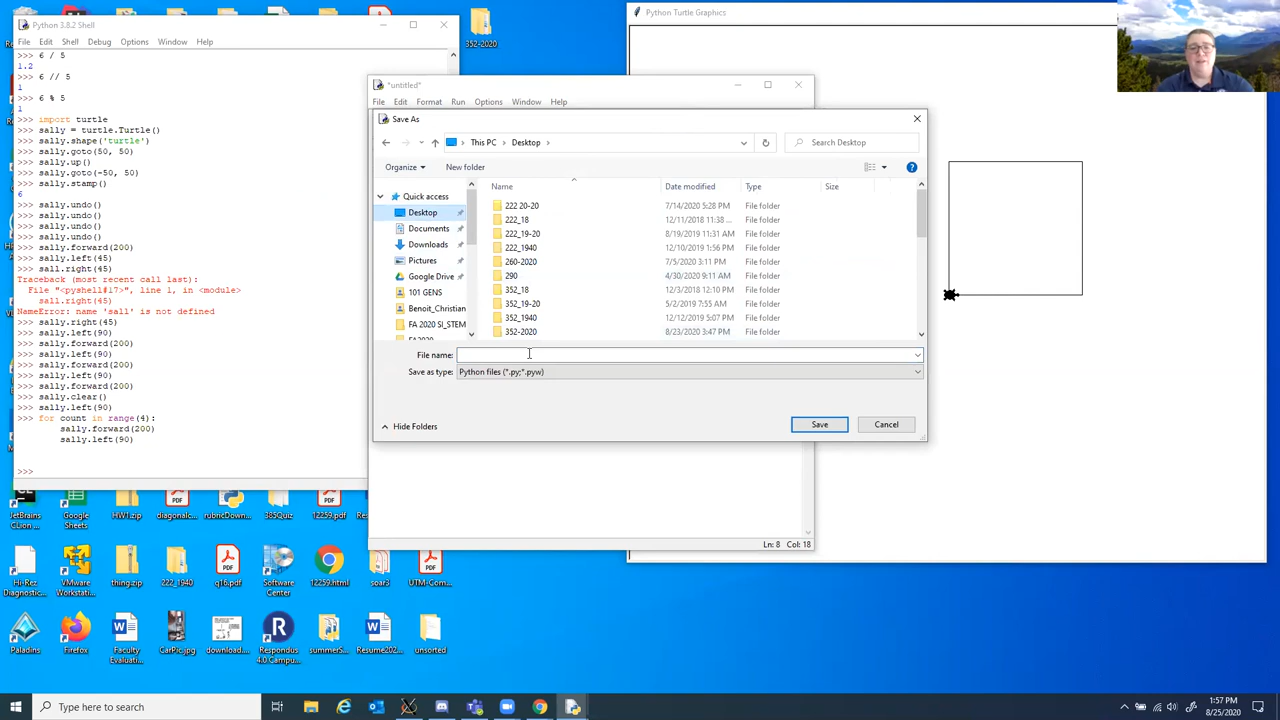 Python 3.8.2 Shell
File Edit Shell Debug Options Window Help
>>> 6 / 5
1.2
>>> 6 // 5
1
>>> 6 % 5
1
>>> import turtle
>>> sally = turtle.Turtle()
>>> sally.shape('turtle')
>>> sally.goto(50, 50)
>>> sally.up()
>>> sally.goto(-50, 50)
>>> sally.stamp()
6
>>> sally.undo()
>>> sally.undo()
>>> sally.undo()
>>> sally.undo()
>>> sally.forward(200)
>>> sally.left(45)
>>> sall.right(45)
Traceback (most recent call last):
File "<pyshell#17>", line 1, in <module>
sall.right(45)
NameError: name 'sall' is not defined
>>> sally.right(45)
>>> sally.left(90)
>>> sally.forward(200)
>>> sally.left(90)
>>> sally.forward(200)
>>> sally.left(90)
>>> sally.forward(200)
>>> sally.clear()
>>> sally.left(90)
>>> for count in range(4):
sally.forward(200)
sally.left(90)
>>>
352-2020
Python Turtle Graphics
*untitled*
File Edit Format Run Options Window Help
Save As
This PC > Desktop >
Search Desktop
Organize New folder
Quick access
Desktop
Documents
Downloads
Pictures
Google Drive
101 GENS
Benoit_Christian
FA 2020 SI_STEM
Name Date modified Type Size
222 20-20 7/14/2020 5:28 PM File folder
222_18 12/11/2018 11:38 ... File folder
222_19-20 8/19/2019 11:31 AM File folder
222_1940 12/10/2019 1:56 PM File folder
260-2020 7/5/2020 3:11 PM File folder
290 4/30/2020 9:11 AM File folder
352_18 12/3/2018 12:10 PM File folder
352_19-20 5/2/2019 7:55 AM File folder
352_1940 12/12/2019 5:07 PM File folder
352-2020 8/23/2020 3:47 PM File folder
File name:
Save as type: Python files (*.py;*.pyw)
Hide Folders
Save Cancel
Ln: 8 Col: 18
JetBrains CLion ...
Google Sheets
HW1.zip
diagonalc...
rubricDown...
385Quiz
12259.pdf
Hi-Rez Diagnostic...
VMware Workstati...
thing.zip
222_1940
q16.pdf
Software Center
12259.html
soar3
UTM-Com...
Paladins
Firefox
Faculty Evaluati...
CarPic.jpg
download....
Respondus 4.0 Campu...
summerS...
Resume202...
unsorted
Type here to search
1:57 PM
8/25/2020